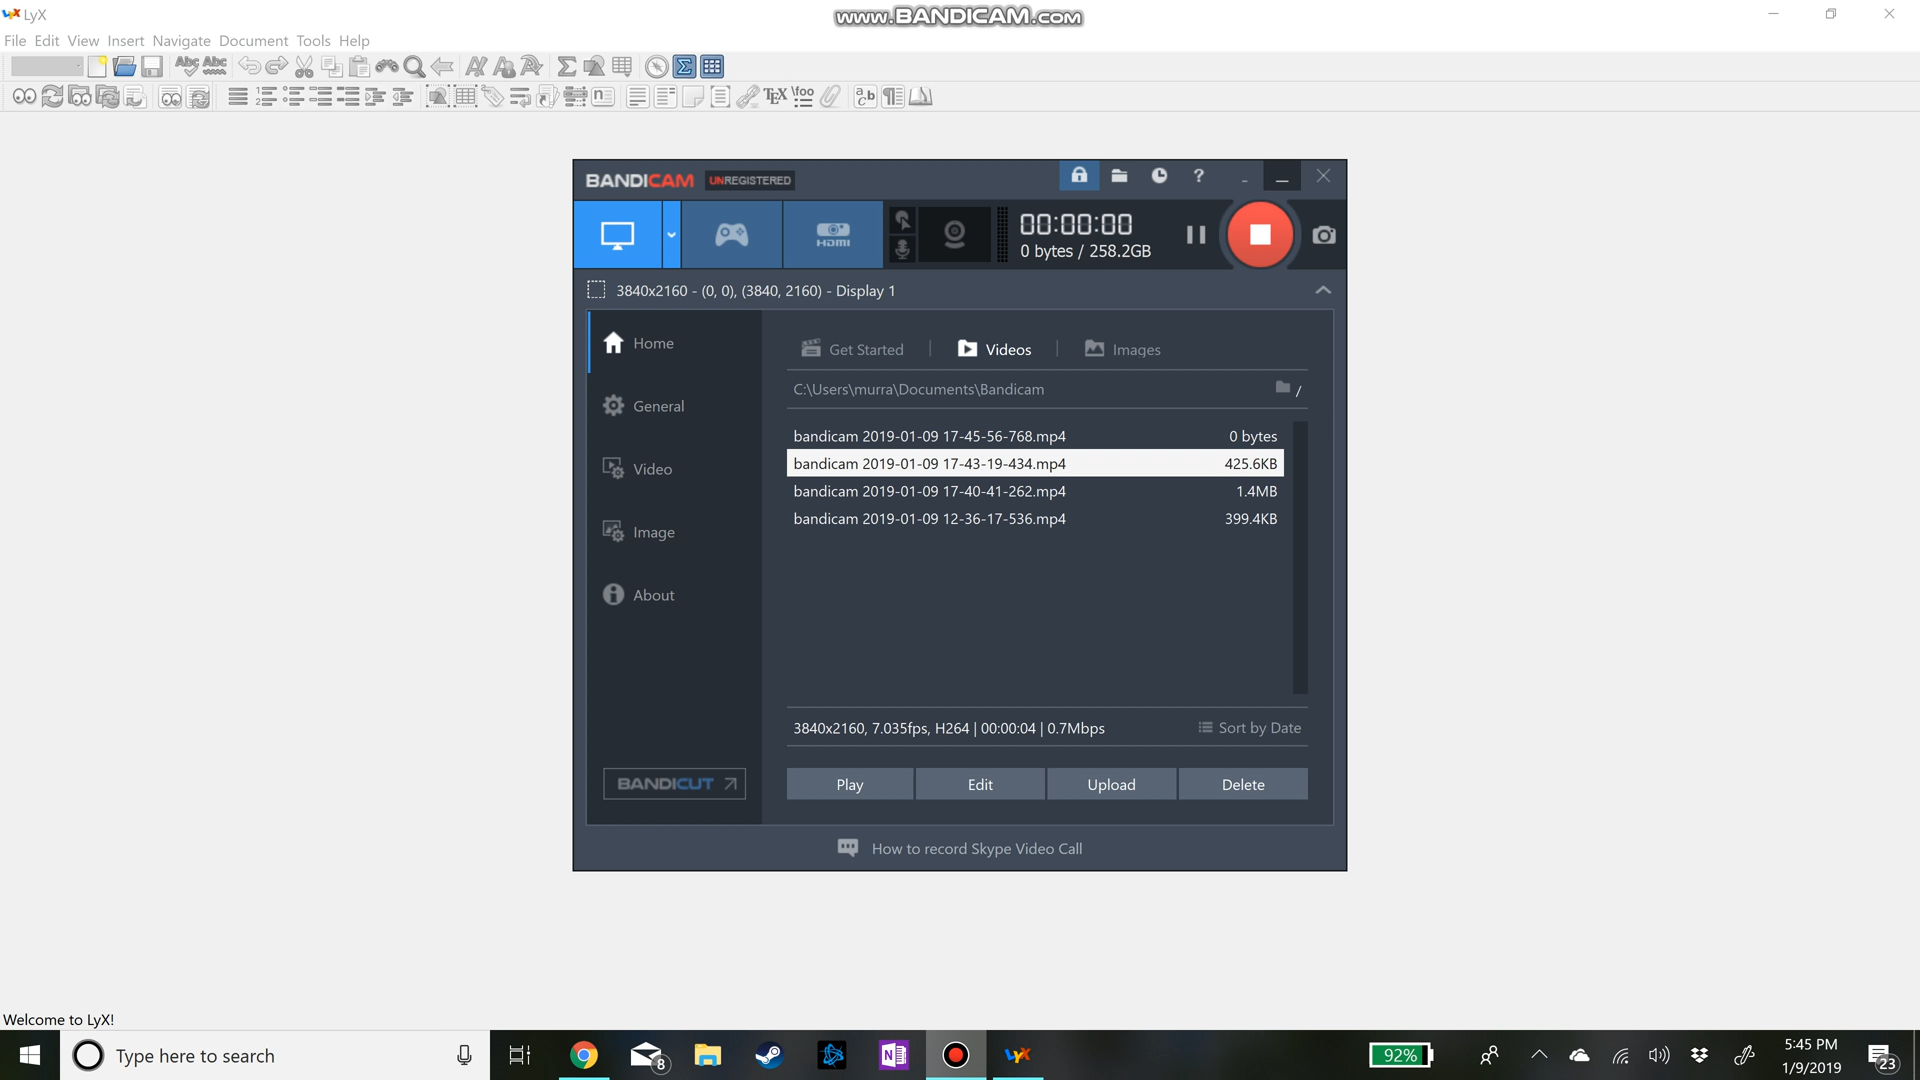 LyX
www.BANDICAM.com
File Edit View Insert Navigate Document Tools Help
BANDICAM UNREGISTERED
HDMI
00:00:00
0 bytes / 258.2GB
3840x2160 - (0, 0), (3840, 2160) - Display 1
Home
General
Video
Image
About
BANDICUT
Get Started | Videos | Images
C:\Users\murra\Documents\Bandicam
bandicam 2019-01-09 17-45-56-768.mp4 0 bytes
bandicam 2019-01-09 17-43-19-434.mp4 425.6KB
bandicam 2019-01-09 17-40-41-262.mp4 1.4MB
bandicam 2019-01-09 12-36-17-536.mp4 399.4KB
3840x2160, 7.035fps, H264 | 00:00:04 | 0.7Mbps Sort by Date
Play Edit Upload Delete
How to record Skype Video Call
Welcome to LyX!
Type here to search
8
92%
5:45 PM
1/9/2019
23